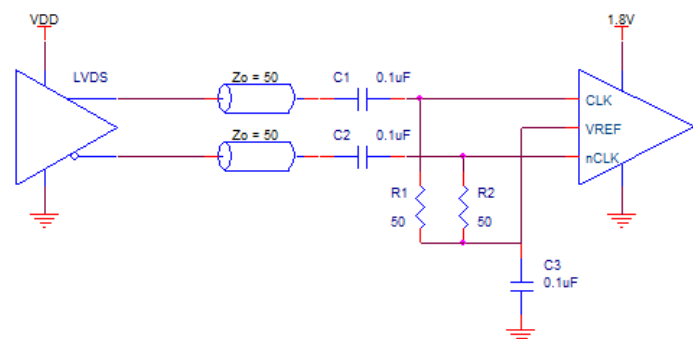 VDD
1.8V
LVDS
Zo = 50
C1
0.1uF
CLK
VREF
Zo = 50
C2
0.1uF
nCLK
R1
50
R2
50
C3
0.1uF